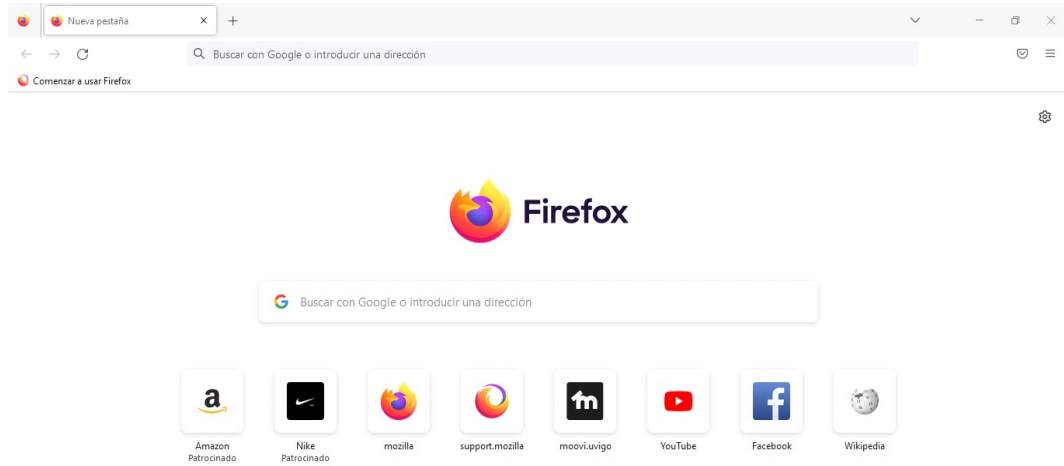 Nueva pestaña
Buscar con Google o introducir una dirección
Comenzar a usar Firefox
Firefox
Buscar con Google o introducir una dirección
a
m
f
Amazon Nike mozilla support.mozilla moovi.uvigo YouTube Facebook Wikipedia
Patrocinado Patrocinado